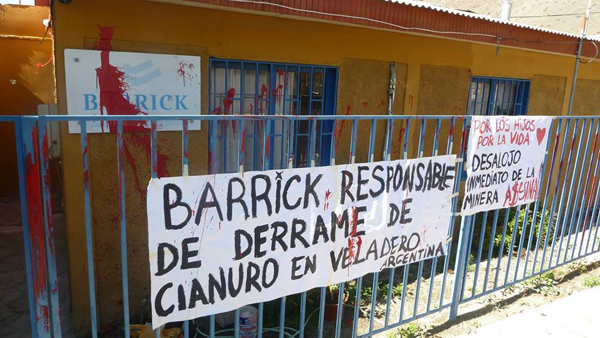 BARRICK
BARRICK RESPONSABLE
DE DERRAME DE
CIANURO EN VELADERO
ARGENTINA
POR LOS HIJOS
POR LA VIDA
DESALOJO
INMEDIATO DE LA
MINERA ASESINA